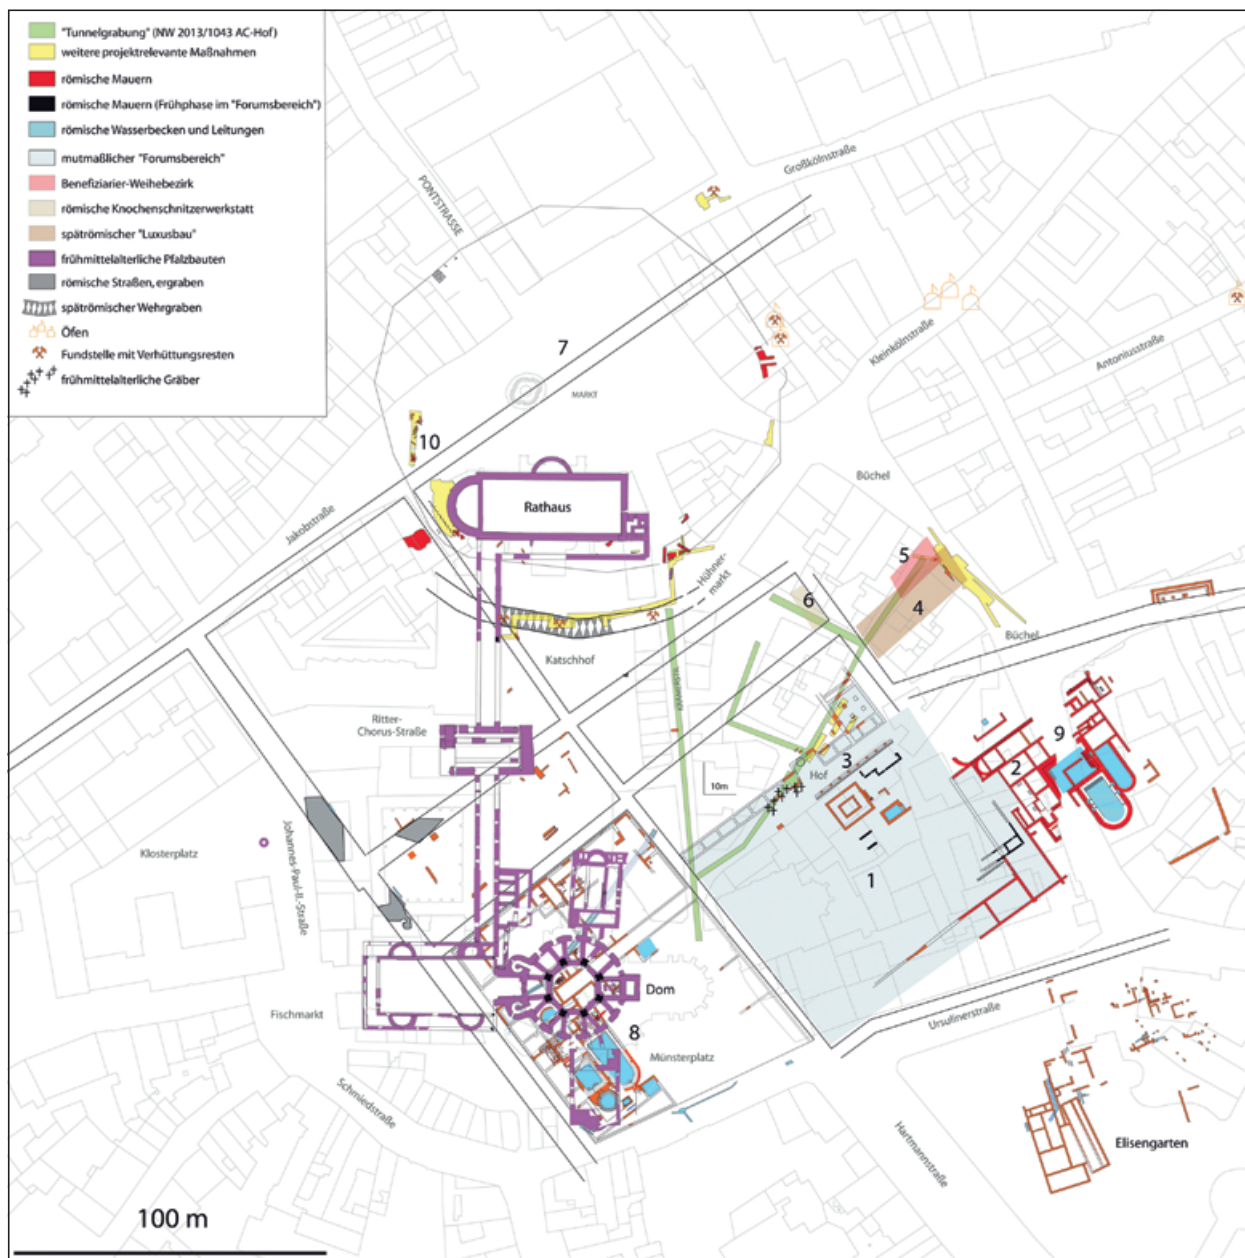 "Tunnelgrabung" (NW 2013/1043 AC-Hof)
weitere projektrelevante Maßnahmen
römische Mauern
römische Mauern (Frühphase im "Forumsbereich")
römische Wasserbecken und Leitungen
mutmaßlicher "Forumsbereich"
Benefiziarier-Weihebezirk
römische Knochenschnitzerwerkstatt
spätrömischer "Luxusbau"
frühmittelalterliche Pfalzbauten
römische Straßen, ergraben
spätrömischer Wehrgraben
Öfen
Fundstelle mit Verhüttungsresten
frühmittelalterliche Gräber
Großkölnstraße
PONTSTRASSE
Kleinkölnstraße
Antoniusstraße
7
MARKT
10
Büchel
Rathaus
Jakobstraße
5
Hühner-
markt
6
4
Büchel
Katschhof
Ritter-
Chorus-Straße
9
3
2
Hof
10m
Klosterplatz
Johannes-Paul-II.-Straße
1
Dom
Fischmarkt
Ursulinerstraße
8
Münsterplatz
Schmiedstraße
Hartmannstraße
Elisengarten
100 m